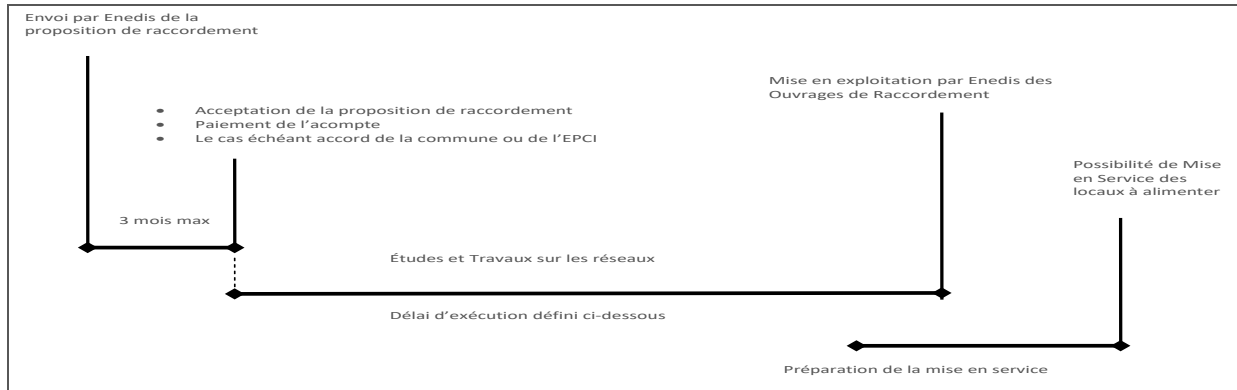 Envoi par Enedis de la
proposition de raccordement
Mise en exploitation par Enedis des
Ouvrages de Raccordement
• Acceptation de la proposition de raccordement
• Paiement de l'acompte
• Le cas échéant accord de la commune ou de l'EPCI
Possibilité de Mise
en Service des
locaux à alimenter
3 mois max
Études et Travaux sur les réseaux
Délai d'exécution défini ci-dessous
Préparation de la mise en service